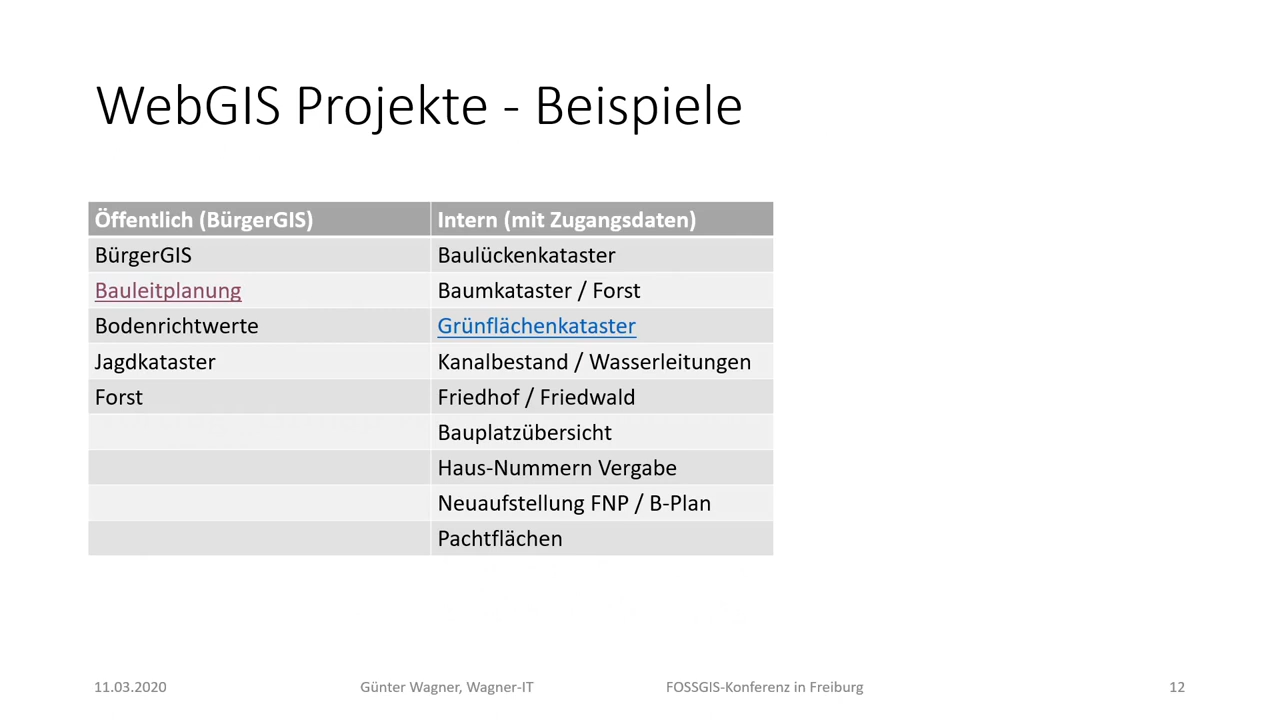 WebGIS Projekte - Beispiele
Öffentlich (BürgerGIS) Intern (mit Zugangsdaten)
BürgerGIS Baulückenkataster
Bauleitplanung Baumkataster / Forst
Bodenrichtwerte Grünflächenkataster
Jagdkataster Kanalbestand / Wasserleitungen
Forst Friedhof / Friedwald
Bauplatzübersicht
Haus-Nummern Vergabe
Neuaufstellung FNP / B-Plan
Pachtflächen
11.03.2020 Günter Wagner, Wagner-IT FOSSGIS-Konferenz in Freiburg 12